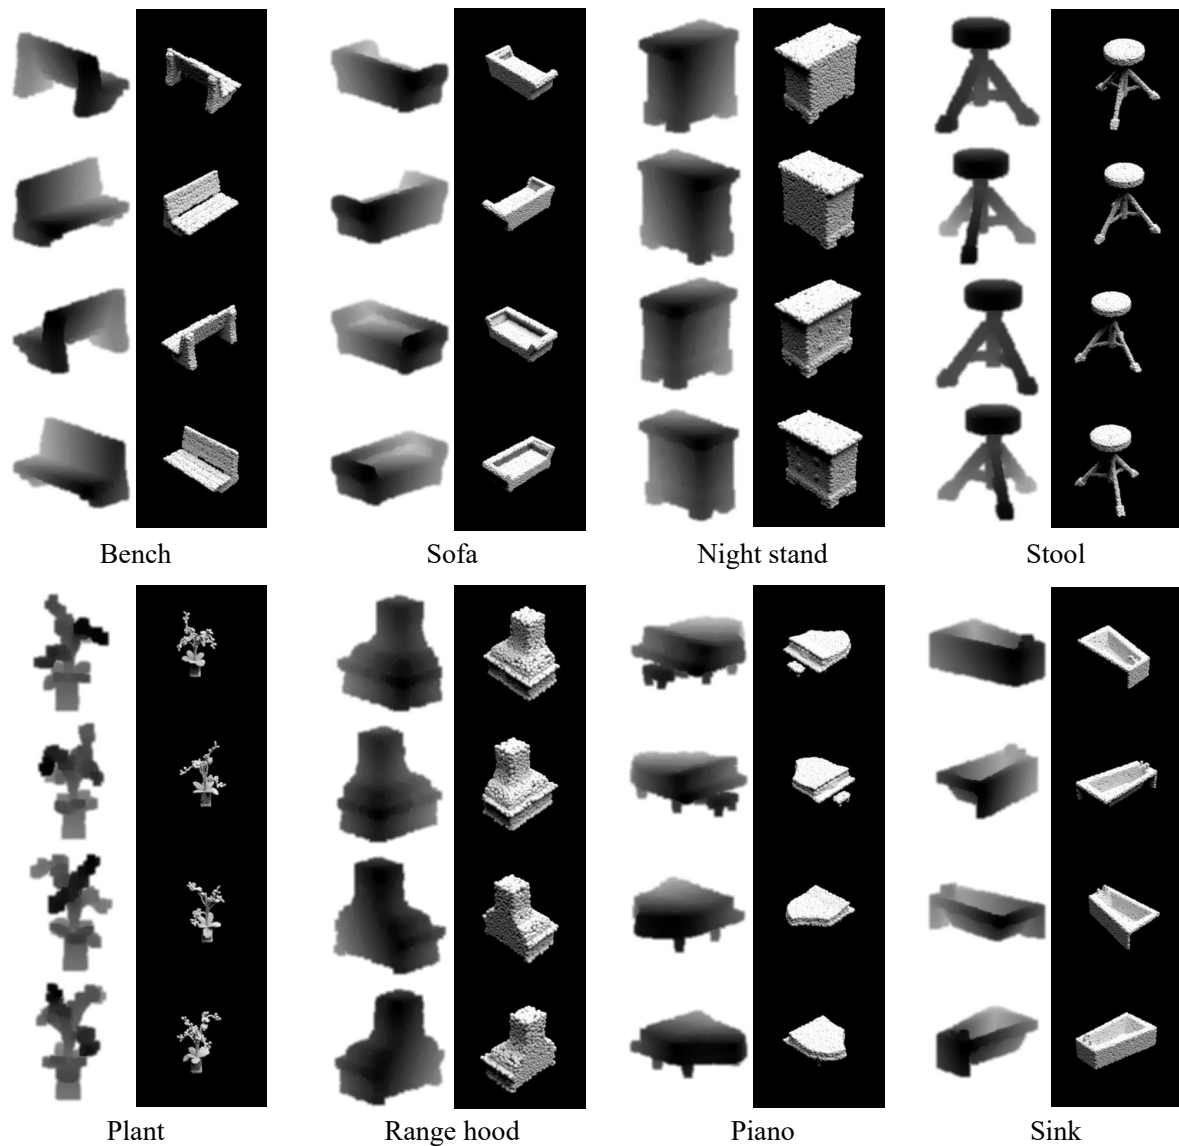 Bench
Sofa
Night stand
Stool
Plant
Range hood
Piano
Sink